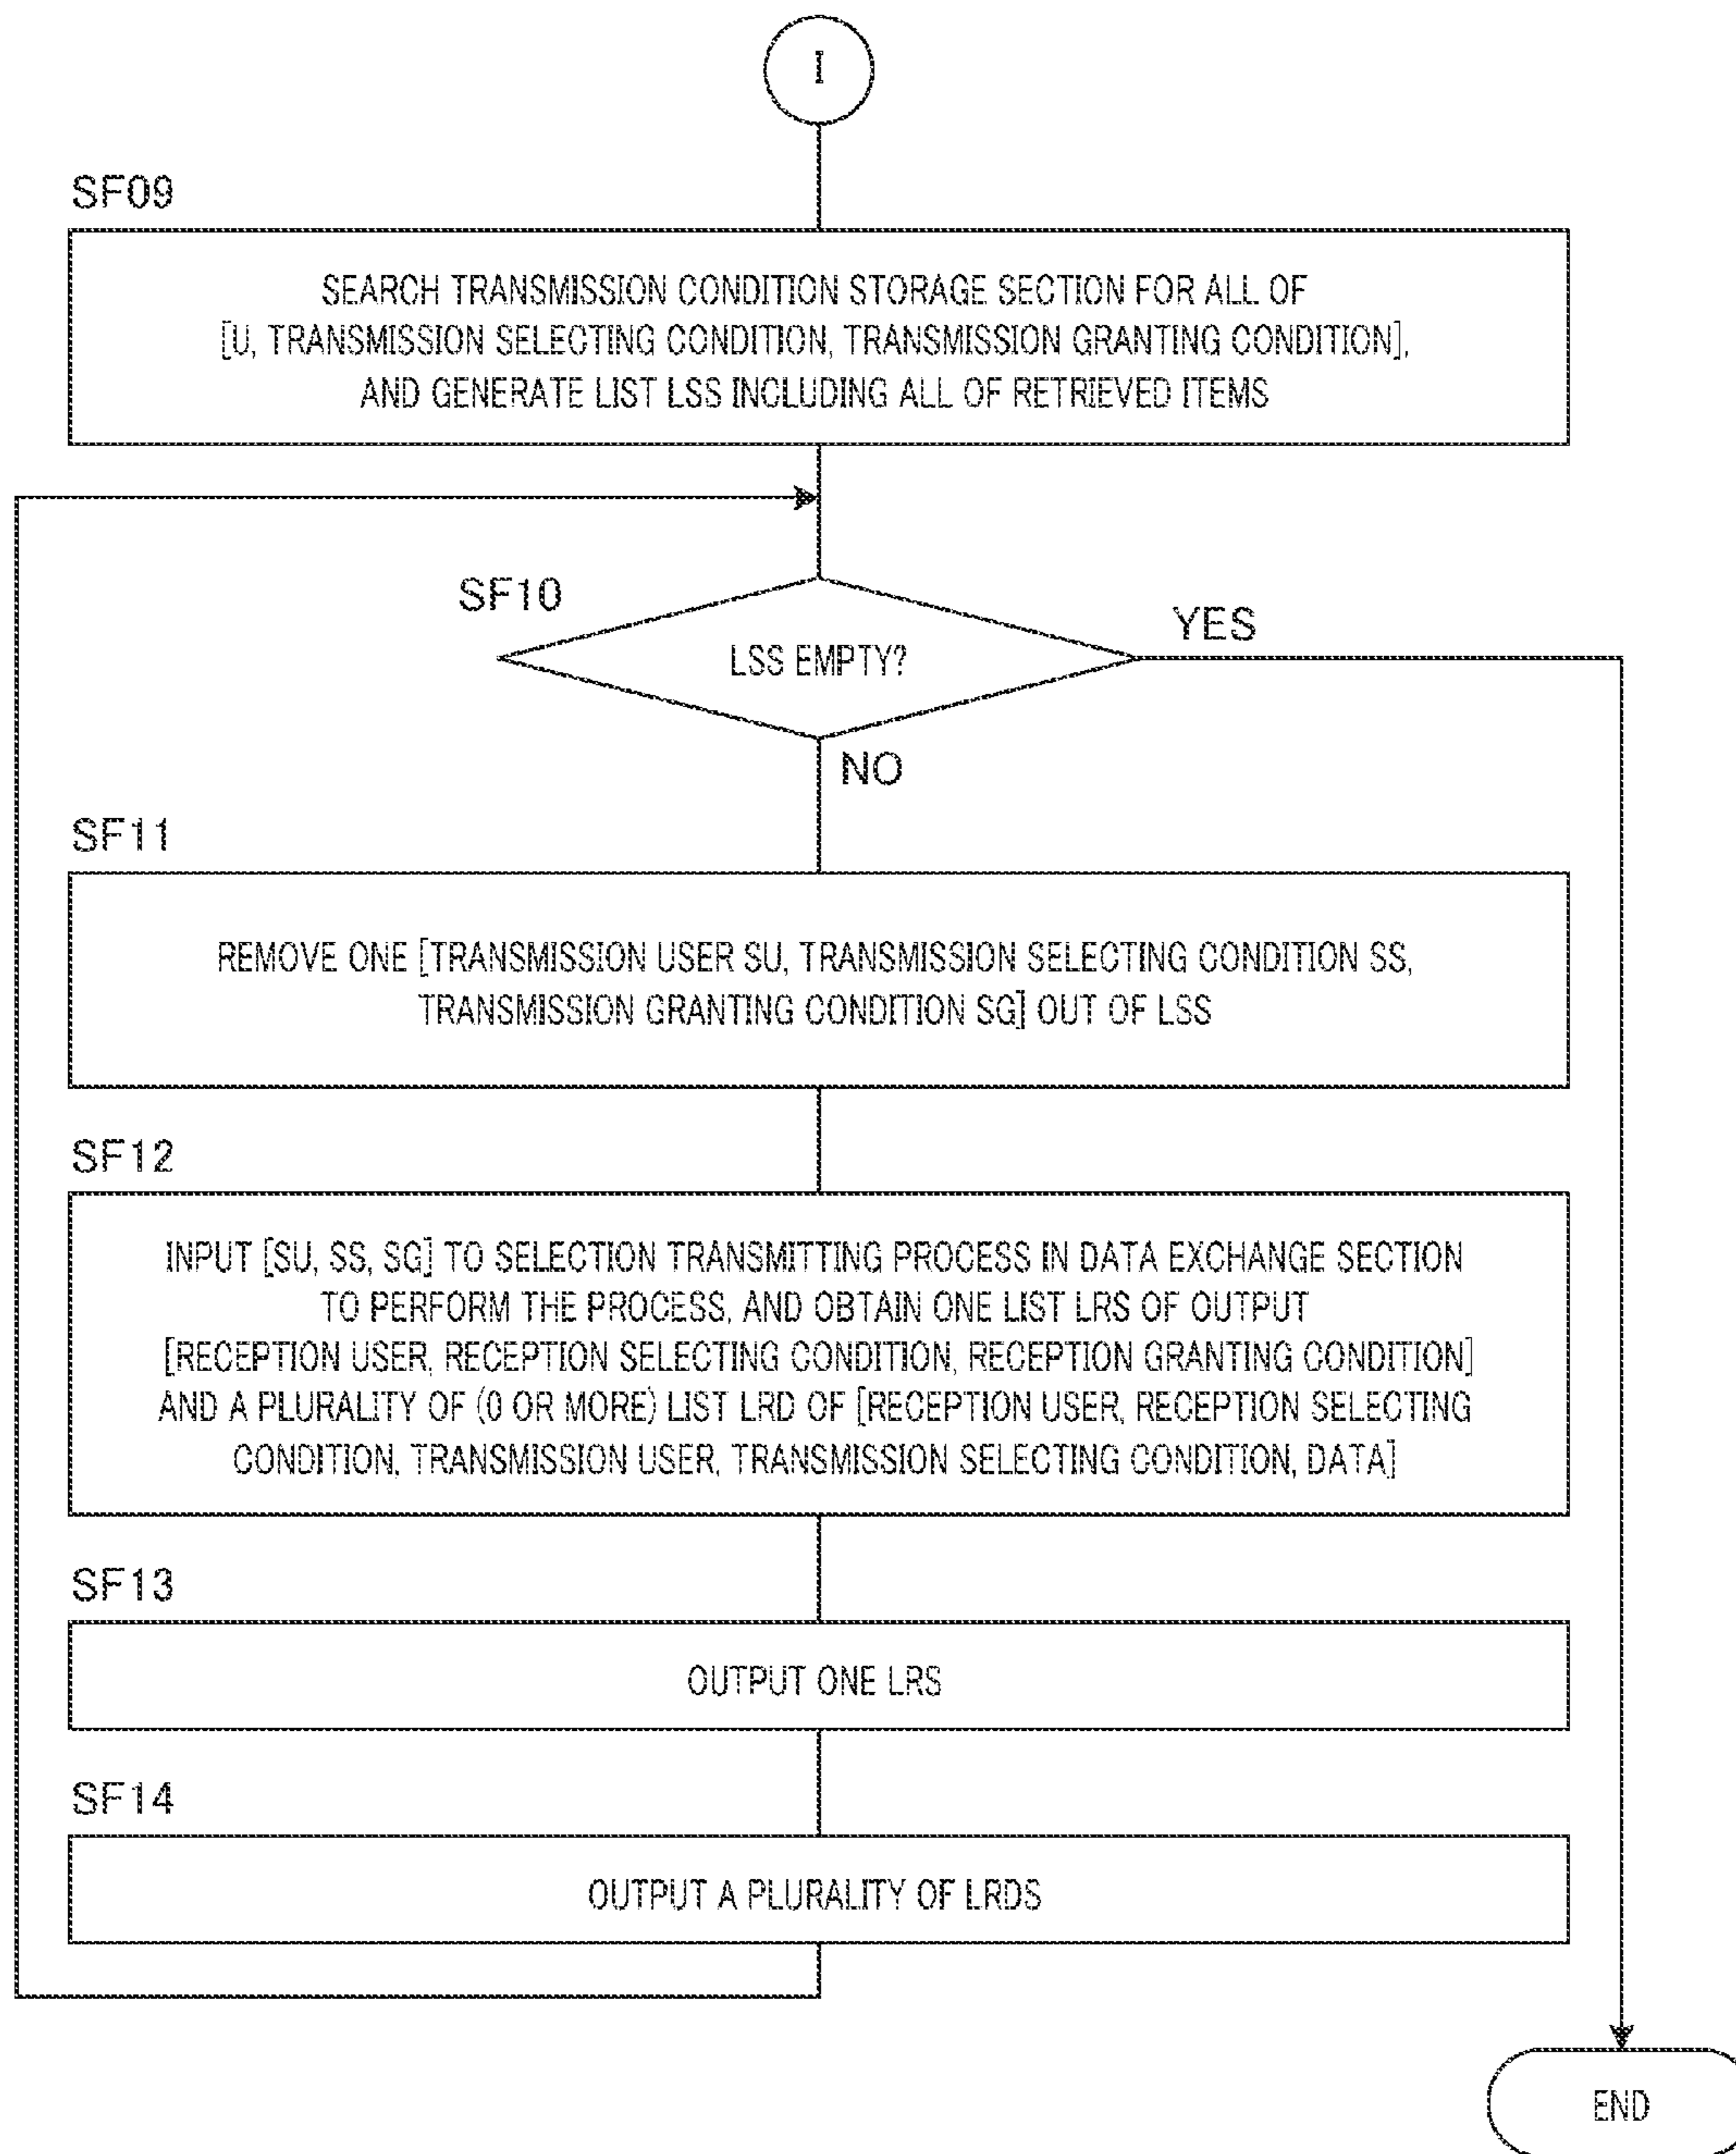 I
SF09
SEARCH TRANSMISSION CONDITION STORAGE SECTION FOR ALL OF
[U, TRANSMISSION SELECTING CONDITION, TRANSMISSION GRANTING CONDITION],
AND GENERATE LIST LSS INCLUDING ALL OF RETRIEVED ITEMS
SF10
LSS EMPTY?
YES
NO
SF11
REMOVE ONE [TRANSMISSION USER SU, TRANSMISSION SELECTING CONDITION SS,
TRANSMISSION GRANTING CONDITION SG] OUT OF LSS
SF12
INPUT [SU, SS, SG] TO SELECTION TRANSMITTING PROCESS IN DATA EXCHANGE SECTION
TO PERFORM THE PROCESS, AND OBTAIN ONE LIST LRS OF OUTPUT
[RECEPTION USER, RECEPTION SELECTING CONDITION, RECEPTION GRANTING CONDITION]
AND A PLURALITY OF (0 OR MORE) LIST LRD OF [RECEPTION USER, RECEPTION SELECTING
CONDITION, TRANSMISSION USER, TRANSMISSION SELECTING CONDITION, DATA]
SF13
OUTPUT ONE LRS
SF14
OUTPUT A PLURALITY OF LRDS
END